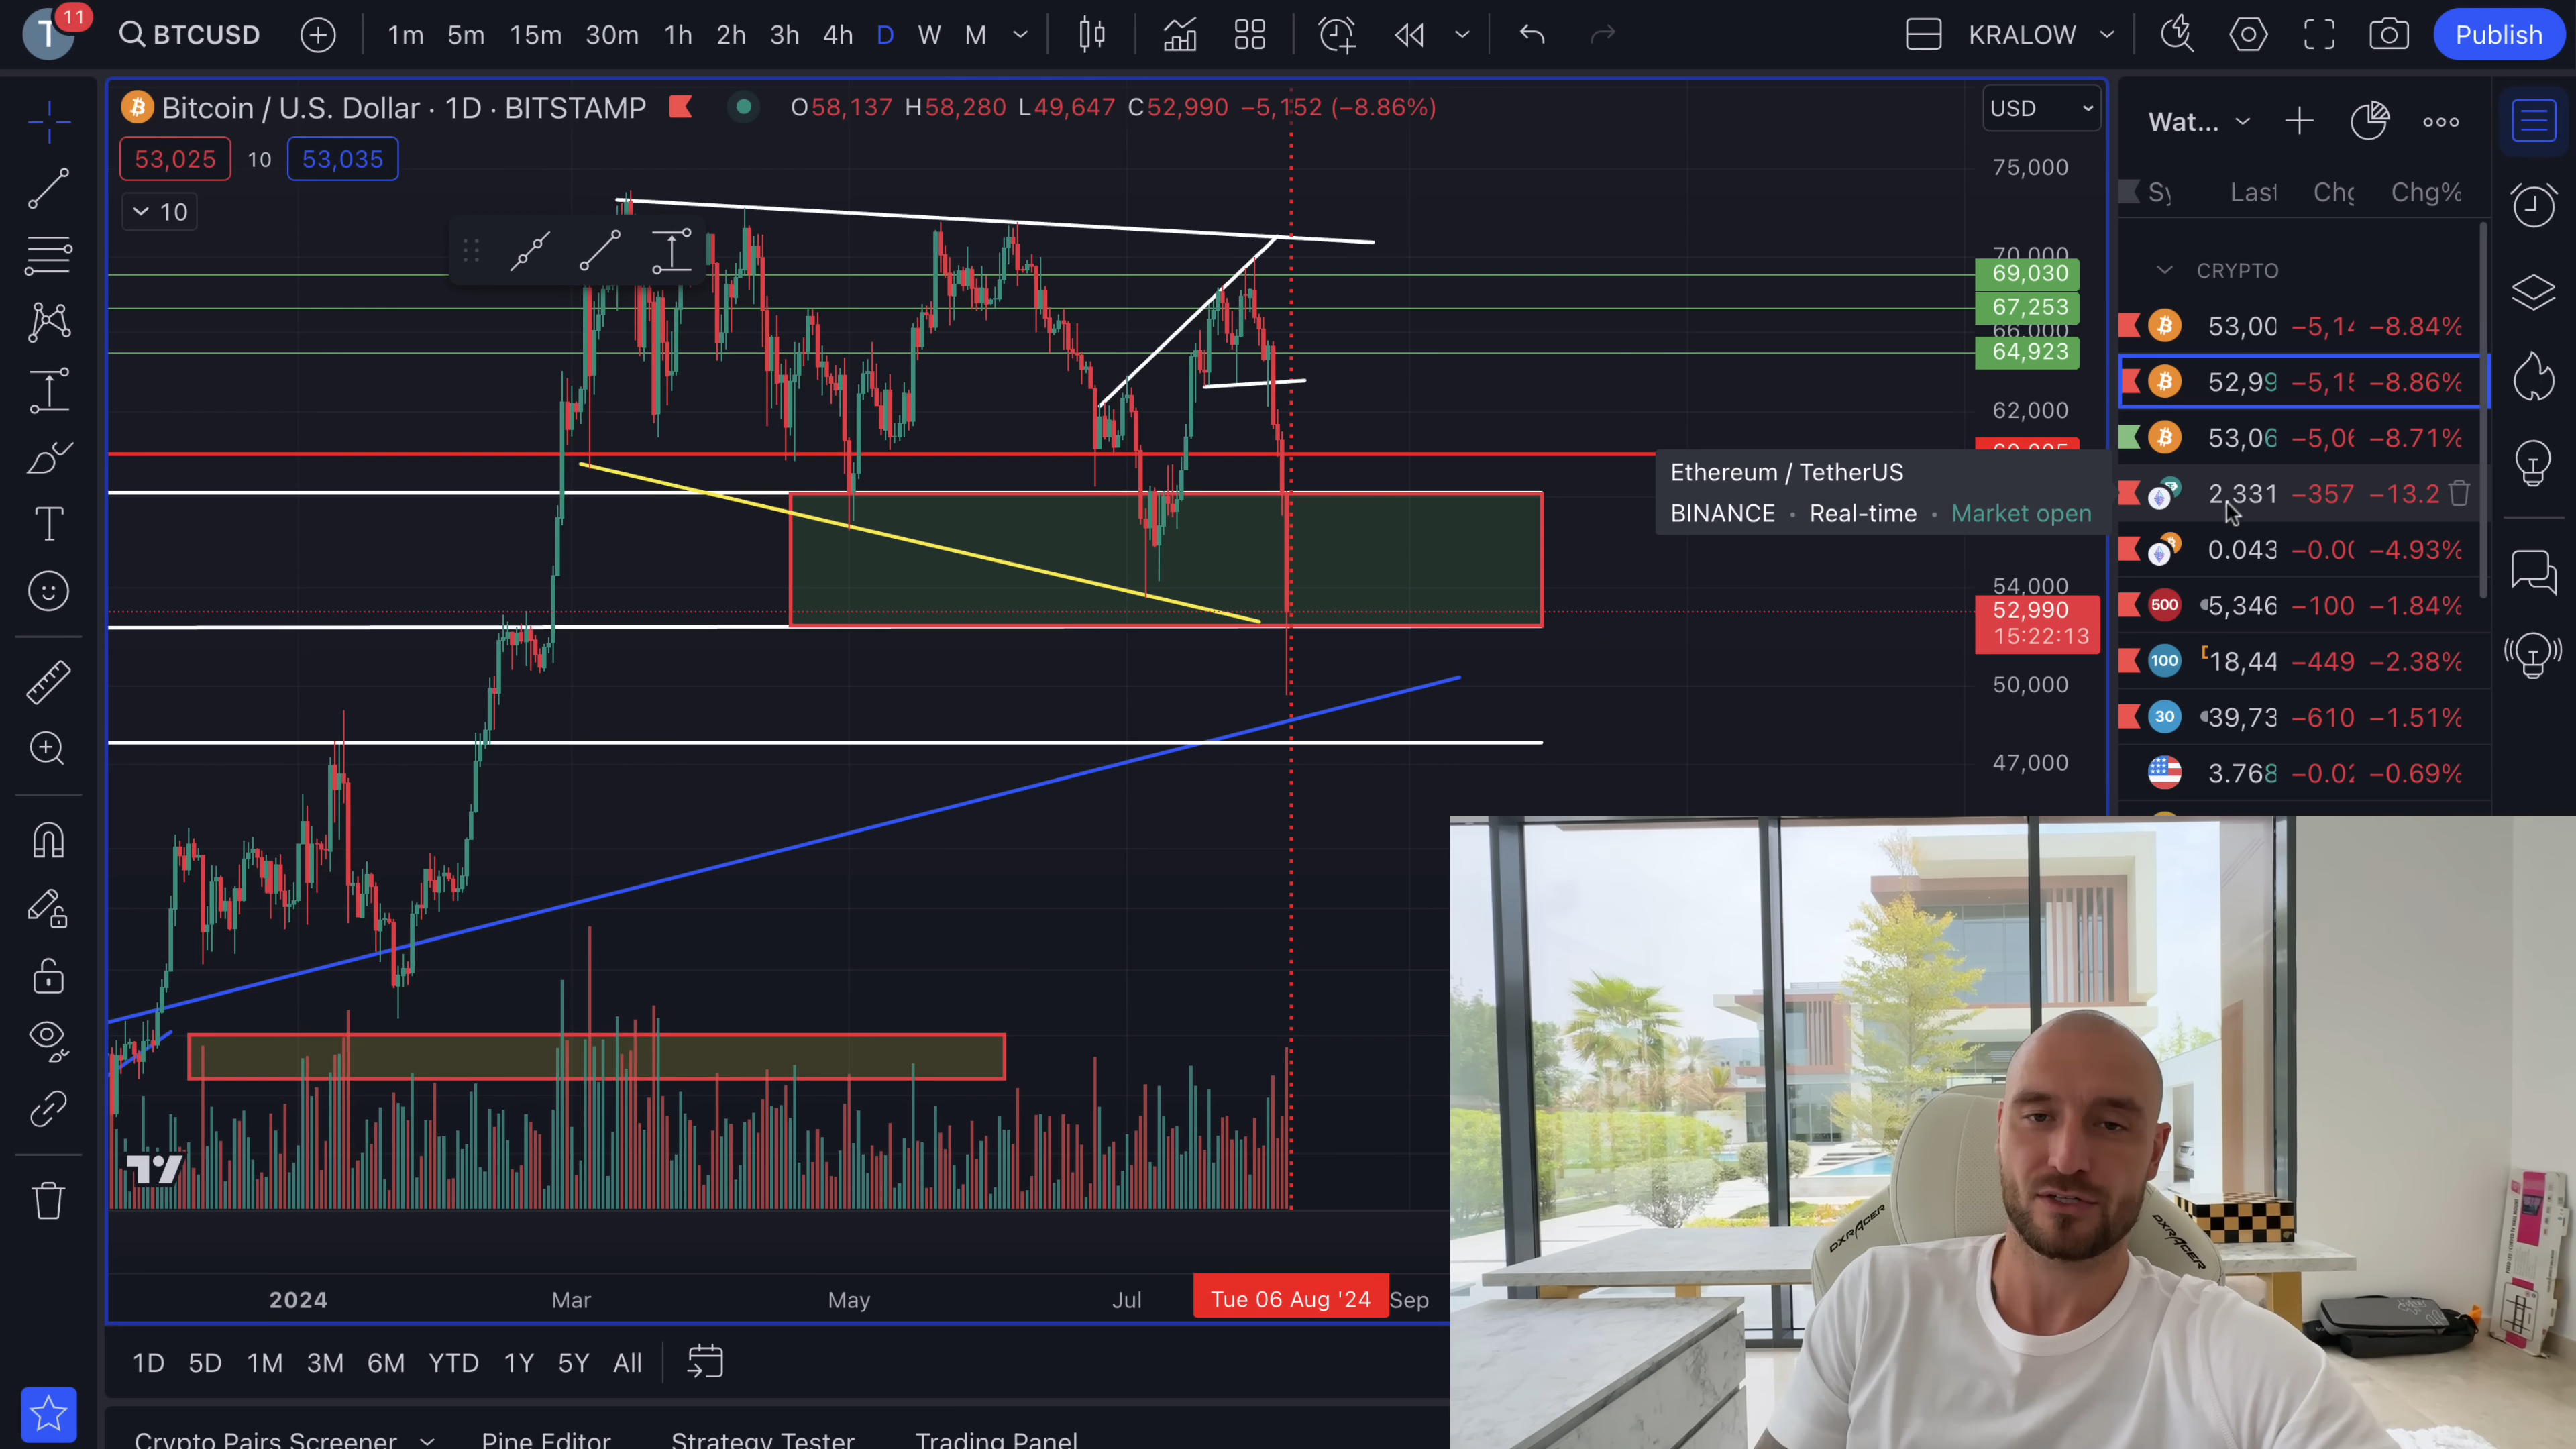 T 11 BTCUSD 1m 5m 15m 30m 1h 2h 3h 4h D W M KRALOW Publish
Bitcoin / U.S. Dollar · 1D · BITSTAMP O58,137 H58,280 L49,647 C52,990 −5,152 (−8.86%)
USD
53,025 10 53,035
10
75,000
70,000
69,030
67,253
66,000
64,923
62,000
54,000
52,990
15:22:13
50,000
47,000
Wat...
Last Chg Chg%
CRYPTO
53,00 −5,14 −8.84%
52,99 −5,15 −8.86%
53,06 −5,06 −8.71%
2,331 −357 −13.2
0.043 −0.00 −4.93%
500 5,346 −100 −1.84%
100 18,44 −449 −2.38%
30 39,73 −610 −1.51%
3.768 −0.02 −0.69%
Ethereum / TetherUS
BINANCE · Real-time · Market open
2024 Mar May Jul Tue 06 Aug '24 Sep
1D 5D 1M 3M 6M YTD 1Y 5Y All
Crypto Pairs Screener Pine Editor Strategy Tester Trading Panel
DXRACER
DXRACER